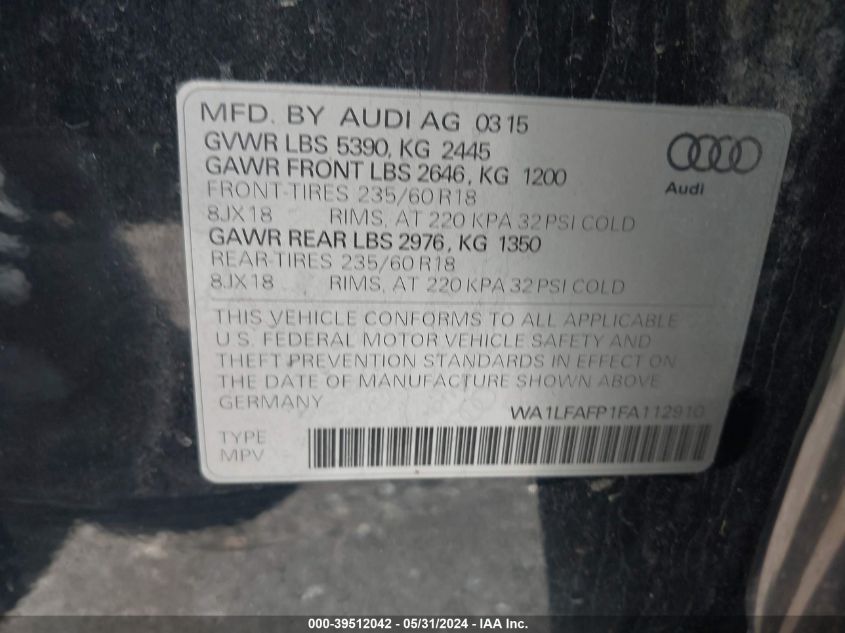 MFD. BY AUDI AG 03 15
GVWR LBS 5390, KG 2445
GAWR FRONT LBS 2646, KG 1200
FRONT-TIRES 235/60 R18
8JX18 RIMS, AT 220 KPA 32 PSI COLD
GAWR REAR LBS 2976, KG 1350
REAR-TIRES 235/60 R18
8JX18 RIMS, AT 220 KPA 32 PSI COLD
Audi
THIS VEHICLE CONFORMS TO ALL APPLICABLE
U.S. FEDERAL MOTOR VEHICLE SAFETY AND
THEFT PREVENTION STANDARDS IN EFFECT ON
THE DATE OF MANUFACTURE SHOWN ABOVE
GERMANY
WA1LFAFP1FA112910
TYPE
MPV
000-39512042 - 05/31/2024 - IAA Inc.